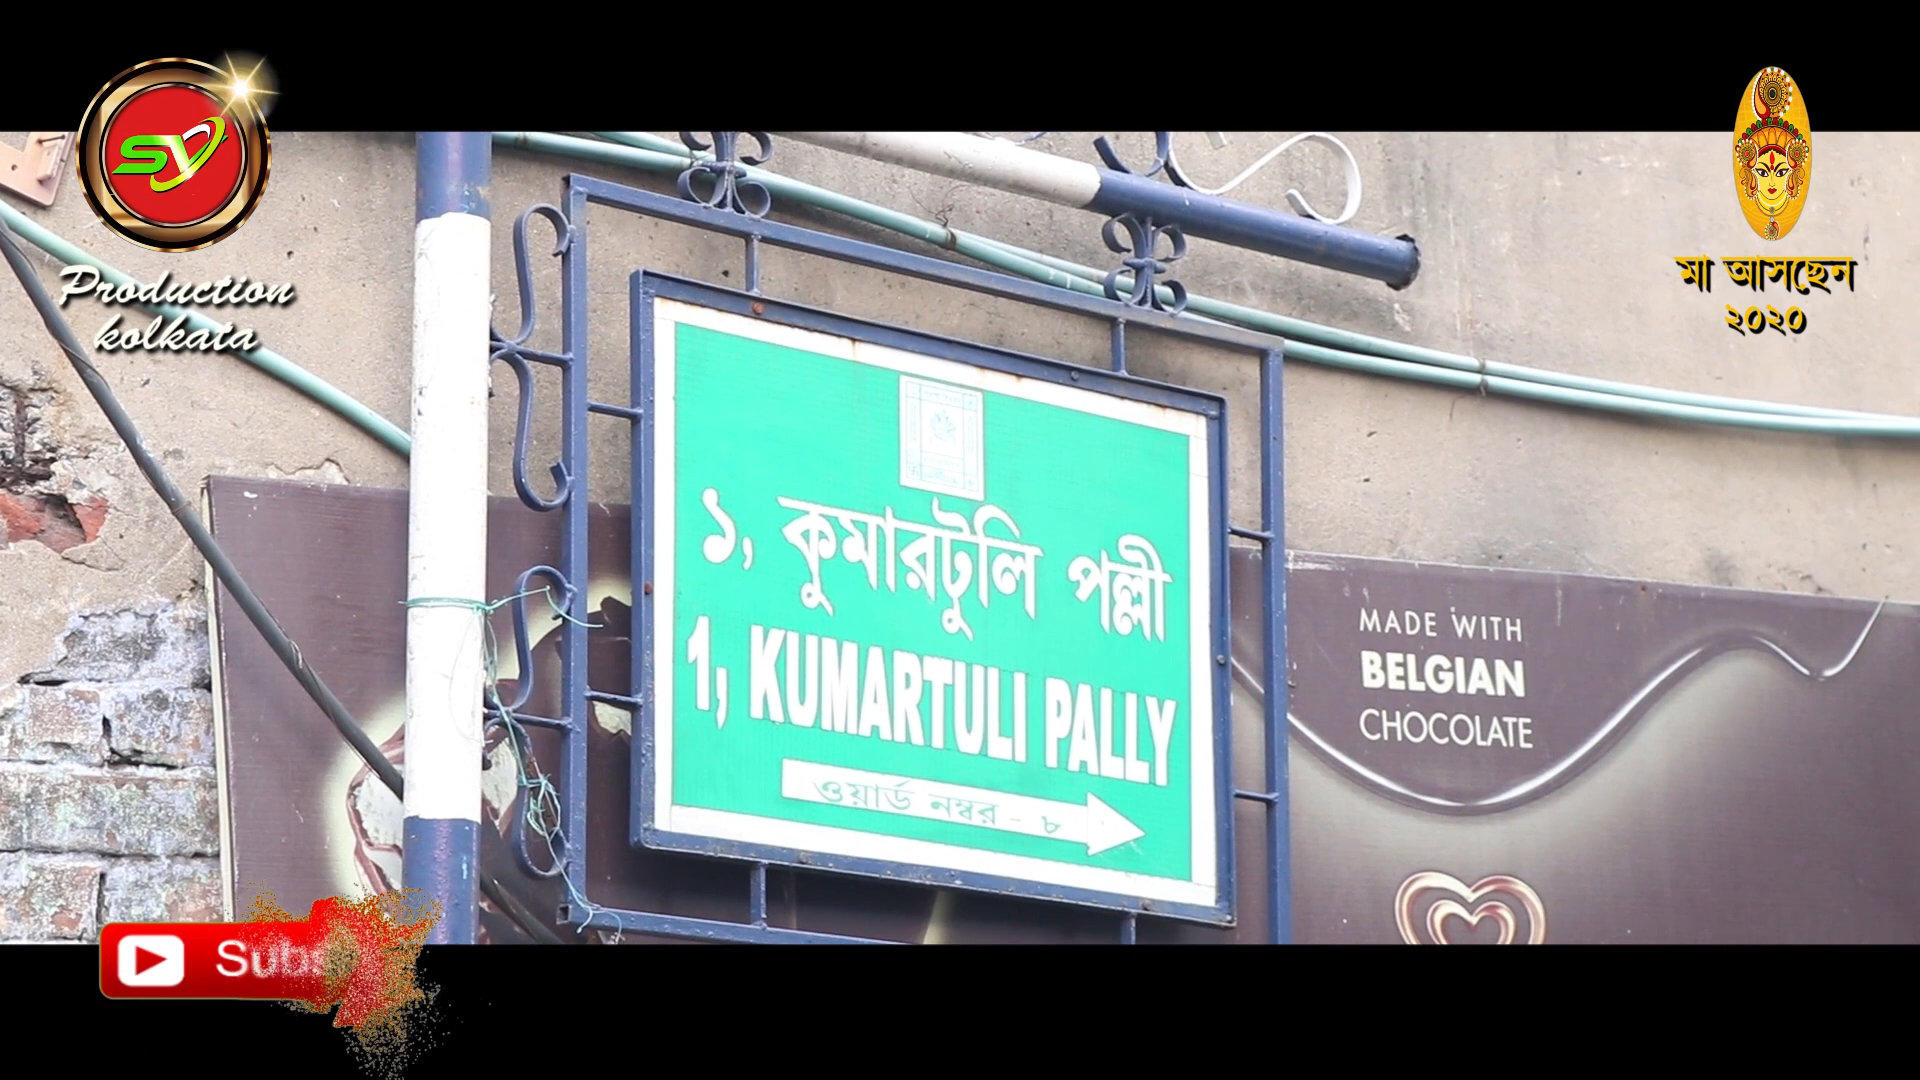 SV
Production
kolkata
মা আসছেন
২০২০
১, কুমারটুলি পল্লী
1, KUMARTULI PALLY
ওয়ার্ড নম্বর - ৮
MADE WITH
BELGIAN
CHOCOLATE
Subs